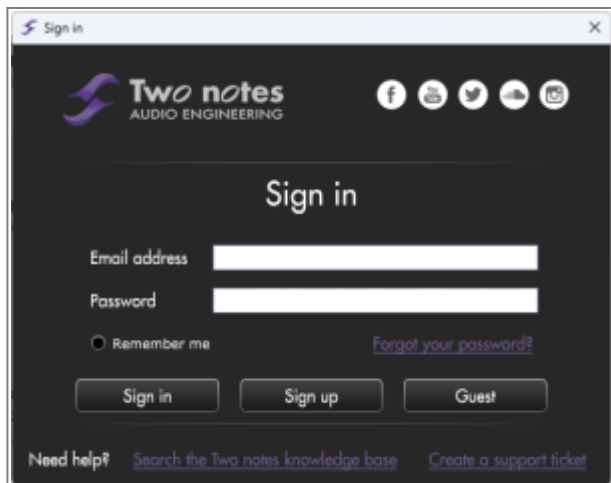 Sign in
Two notes
AUDIO ENGINEERING
Sign in
Email address
Password
Remember me Forgot your password?
Sign in Sign up Guest
Need help? Search the Two notes knowledge base Create a support ticket